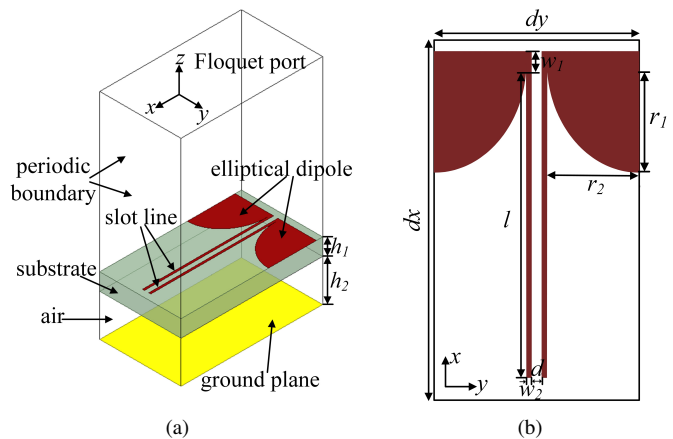 z
Floquet port
x
y
periodic
boundary
elliptical dipole
slot line
h1
substrate
h2
air
ground plane
(a)
dy
w1
r1
r2
dx
l
x
y
d
w2
(b)